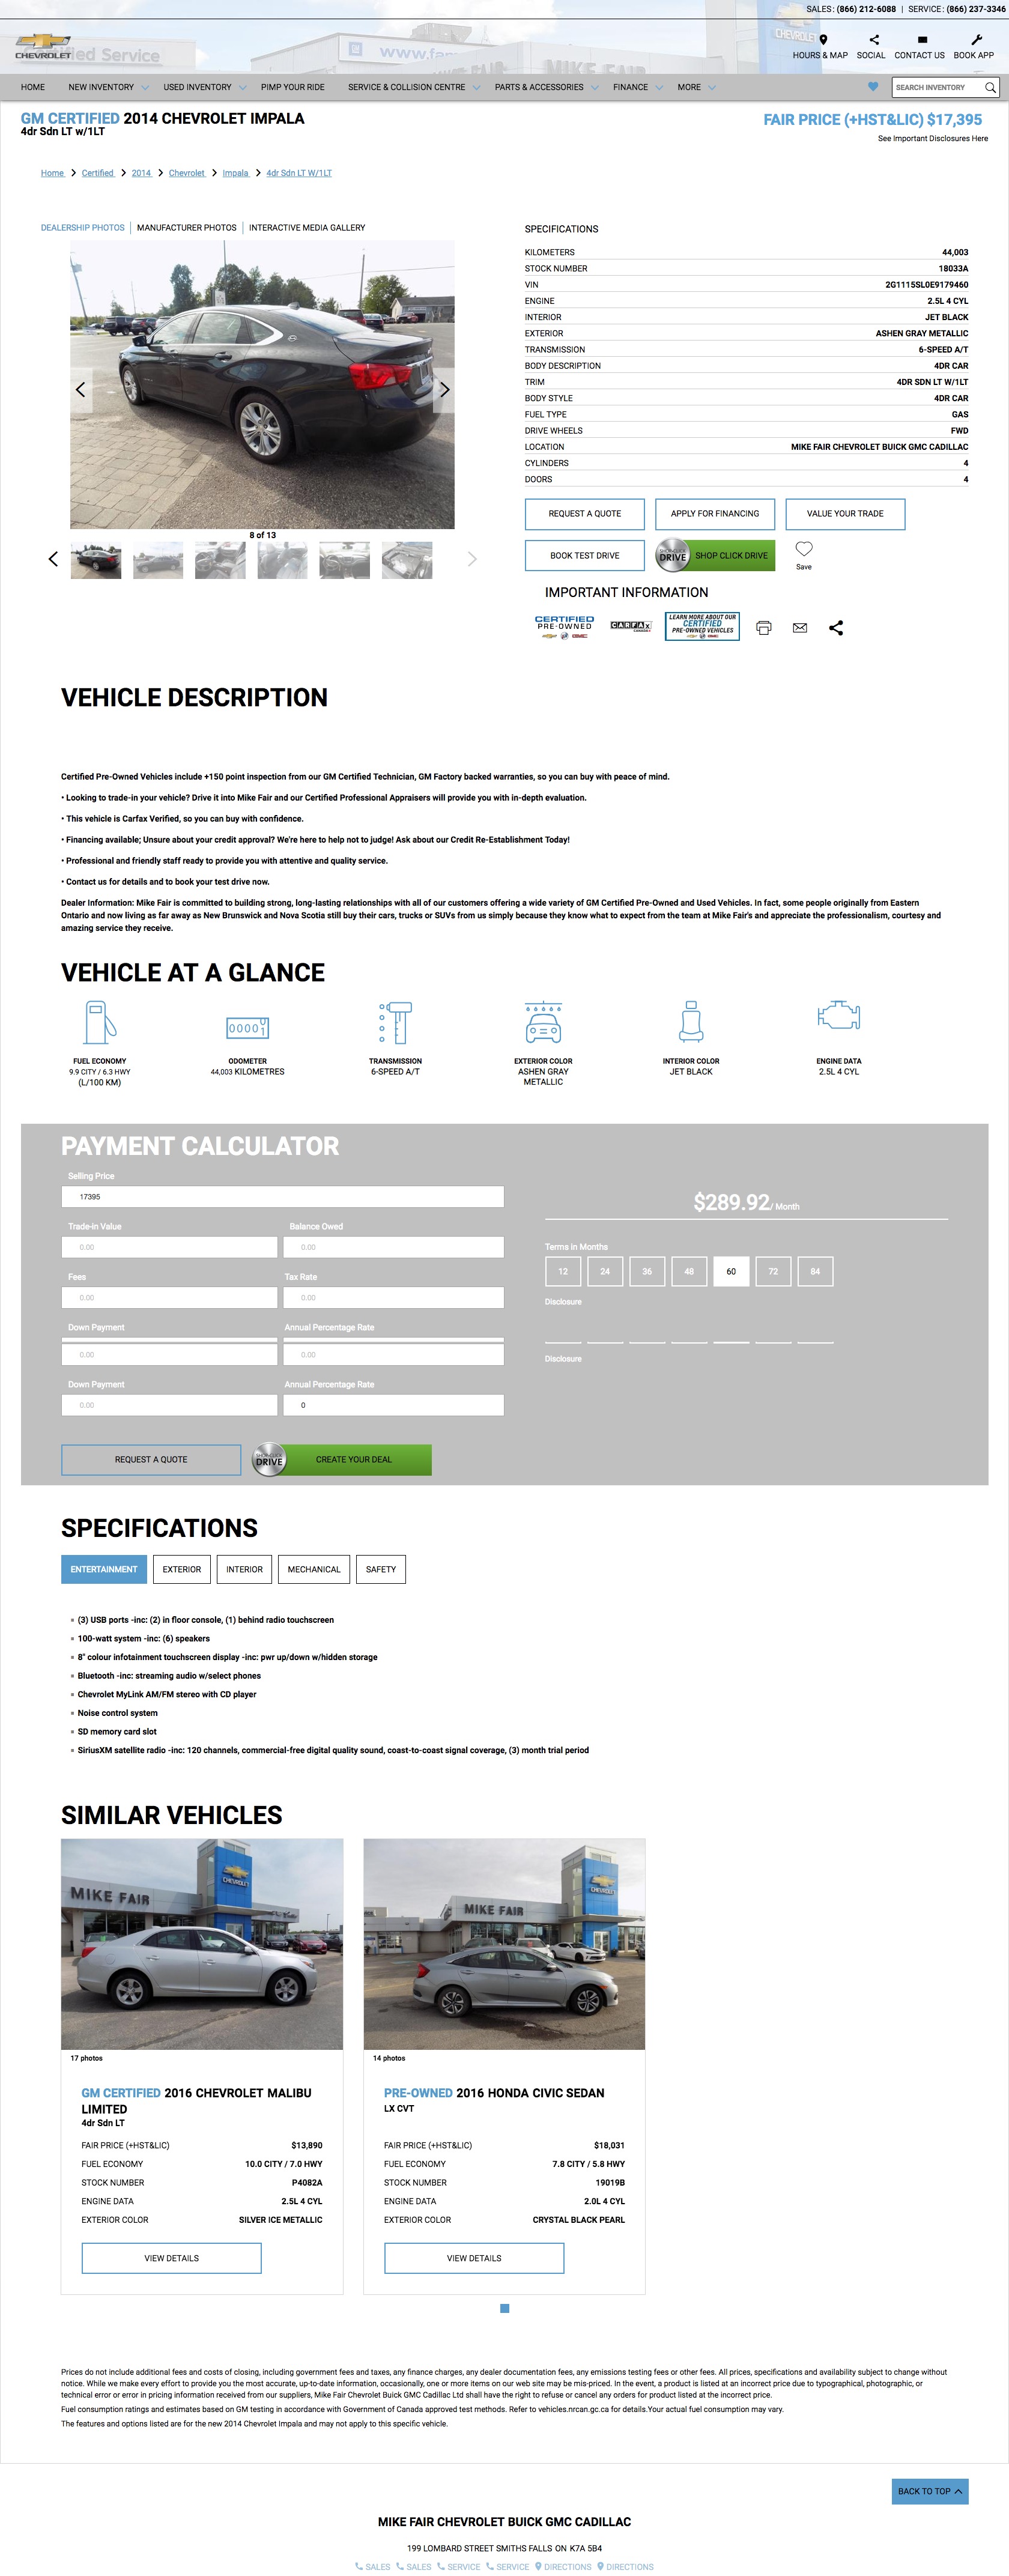 SALES: (866) 212-6088 | SERVICE: (866) 237-3346
CHEVROLET
Certified Service
www.fa
MIKE FAIR
CHEVROLET
HOURS & MAP SOCIAL CONTACT US BOOK APP
HOME NEW INVENTORY USED INVENTORY PIMP YOUR RIDE SERVICE & COLLISION CENTRE PARTS & ACCESSORIES FINANCE MORE SEARCH INVENTORY
GM CERTIFIED 2014 CHEVROLET IMPALA
4dr Sdn LT w/1LT
FAIR PRICE (+HST&LIC) $17,395
See Important Disclosures Here
Home Certified 2014 Chevrolet Impala 4dr Sdn LT W/1LT
DEALERSHIP PHOTOS MANUFACTURER PHOTOS INTERACTIVE MEDIA GALLERY
8 of 13
SPECIFICATIONS
KILOMETERS 44,003
STOCK NUMBER 18033A
VIN 2G1115SL0E9179460
ENGINE 2.5L 4 CYL
INTERIOR JET BLACK
EXTERIOR ASHEN GRAY METALLIC
TRANSMISSION 6-SPEED A/T
BODY DESCRIPTION 4DR CAR
TRIM 4DR SDN LT W/1LT
BODY STYLE 4DR CAR
FUEL TYPE GAS
DRIVE WHEELS FWD
LOCATION MIKE FAIR CHEVROLET BUICK GMC CADILLAC
CYLINDERS 4
DOORS 4
REQUEST A QUOTE APPLY FOR FINANCING VALUE YOUR TRADE
BOOK TEST DRIVE DRIVE SHOP CLICK DRIVE Save
IMPORTANT INFORMATION
CERTIFIED PRE-OWNED
CARFAX CANADA
LEARN MORE ABOUT OUR CERTIFIED PRE-OWNED VEHICLES
VEHICLE DESCRIPTION
Certified Pre-Owned Vehicles include +150 point inspection from our GM Certified Technician, GM Factory backed warranties, so you can buy with peace of mind.
• Looking to trade-in your vehicle? Drive it into Mike Fair and our Certified Professional Appraisers will provide you with in-depth evaluation.
• This vehicle is Carfax Verified, so you can buy with confidence.
• Financing available; Unsure about your credit approval? We're here to help not to judge! Ask about our Credit Re-Establishment Today!
• Professional and friendly staff ready to provide you with attentive and quality service.
• Contact us for details and to book your test drive now.
Dealer Information: Mike Fair is committed to building strong, long-lasting relationships with all of our customers offering a wide variety of GM Certified Pre-Owned and Used Vehicles. In fact, some people originally from Eastern
Ontario and now living as far away as New Brunswick and Nova Scotia still buy their cars, trucks or SUVs from us simply because they know what to expect from the team at Mike Fair's and appreciate the professionalism, courtesy and
amazing service they receive.
VEHICLE AT A GLANCE
FUEL ECONOMY
9.9 CITY / 6.3 HWY
(L/100 KM)
ODOMETER
44,003 KILOMETRES
TRANSMISSION
6-SPEED A/T
EXTERIOR COLOR
ASHEN GRAY
METALLIC
INTERIOR COLOR
JET BLACK
ENGINE DATA
2.5L 4 CYL
PAYMENT CALCULATOR
Selling Price
17395
Trade-in Value Balance Owed
0.00 0.00
Fees Tax Rate
0.00 0.00
Down Payment Annual Percentage Rate
0.00 0.00
Down Payment Annual Percentage Rate
0.00 0
$289.92/ Month
Terms in Months
12 24 36 48 60 72 84
Disclosure
Disclosure
REQUEST A QUOTE DRIVE CREATE YOUR DEAL
SPECIFICATIONS
ENTERTAINMENT EXTERIOR INTERIOR MECHANICAL SAFETY
(3) USB ports -inc: (2) in floor console, (1) behind radio touchscreen
100-watt system -inc: (6) speakers
8" colour infotainment touchscreen display -inc: pwr up/down w/hidden storage
Bluetooth -inc: streaming audio w/select phones
Chevrolet MyLink AM/FM stereo with CD player
Noise control system
SD memory card slot
SiriusXM satellite radio -inc: 120 channels, commercial-free digital quality sound, coast-to-coast signal coverage, (3) month trial period
SIMILAR VEHICLES
MIKE FAIR
CHEVROLET
17 photos
GM CERTIFIED 2016 CHEVROLET MALIBU
LIMITED
4dr Sdn LT
FAIR PRICE (+HST&LIC) $13,890
FUEL ECONOMY 10.0 CITY / 7.0 HWY
STOCK NUMBER P4082A
ENGINE DATA 2.5L 4 CYL
EXTERIOR COLOR SILVER ICE METALLIC
VIEW DETAILS
MIKE FAIR
CHEVROLET
14 photos
PRE-OWNED 2016 HONDA CIVIC SEDAN
LX CVT
FAIR PRICE (+HST&LIC) $18,031
FUEL ECONOMY 7.8 CITY / 5.8 HWY
STOCK NUMBER 19019B
ENGINE DATA 2.0L 4 CYL
EXTERIOR COLOR CRYSTAL BLACK PEARL
VIEW DETAILS
Prices do not include additional fees and costs of closing, including government fees and taxes, any finance charges, any dealer documentation fees, any emissions testing fees or other fees. All prices, specifications and availability subject to change without
notice. While we make every effort to provide you the most accurate, up-to-date information, occasionally, one or more items on our web site may be mis-priced. In the event, a product is listed at an incorrect price due to typographical, photographic, or
technical error or error in pricing information received from our suppliers, Mike Fair Chevrolet Buick GMC Cadillac Ltd shall have the right to refuse or cancel any orders for product listed at the incorrect price.
Fuel consumption ratings and estimates based on GM testing in accordance with Government of Canada approved test methods. Refer to vehicles.nrcan.gc.ca for details.Your actual fuel consumption may vary.
The features and options listed are for the new 2014 Chevrolet Impala and may not apply to this specific vehicle.
BACK TO TOP
MIKE FAIR CHEVROLET BUICK GMC CADILLAC
199 LOMBARD STREET SMITHS FALLS ON K7A 5B4
SALES SALES SERVICE SERVICE DIRECTIONS DIRECTIONS